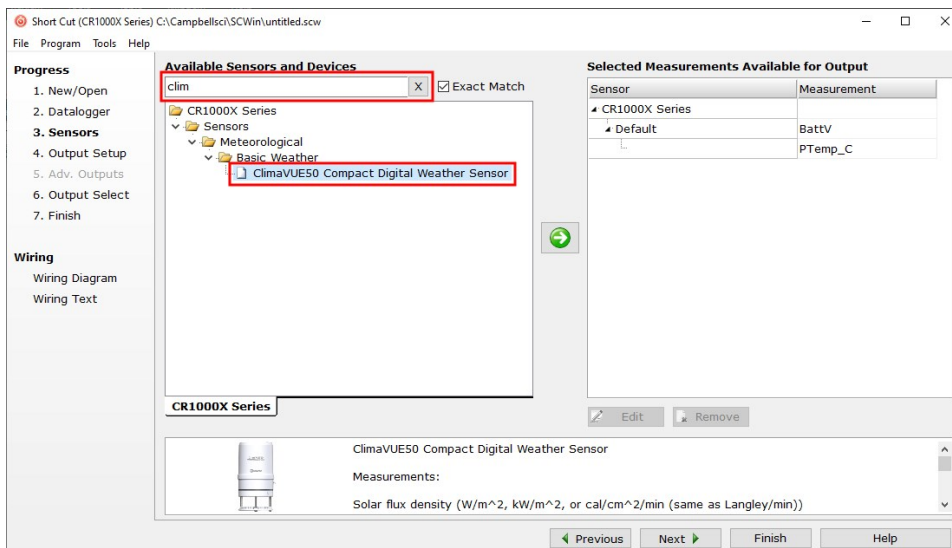 Short Cut (CR1000X Series) C:\Campbellsci\SCWin\untitled.scw
File Program Tools Help
Progress
1. New/Open
2. Datalogger
3. Sensors
4. Output Setup
5. Adv. Outputs
6. Output Select
7. Finish
Wiring
Wiring Diagram
Wiring Text
Available Sensors and Devices
clim X Exact Match
CR1000X Series
Sensors
Meteorological
Basic Weather
ClimaVUE50 Compact Digital Weather Sensor
CR1000X Series
Selected Measurements Available for Output
Sensor Measurement
CR1000X Series
Default BattV
PTemp_C
Edit Remove
ClimaVUE50 Compact Digital Weather Sensor
Measurements:
Solar flux density (W/m^2, kW/m^2, or cal/cm^2/min (same as Langley/min))
Previous Next Finish Help